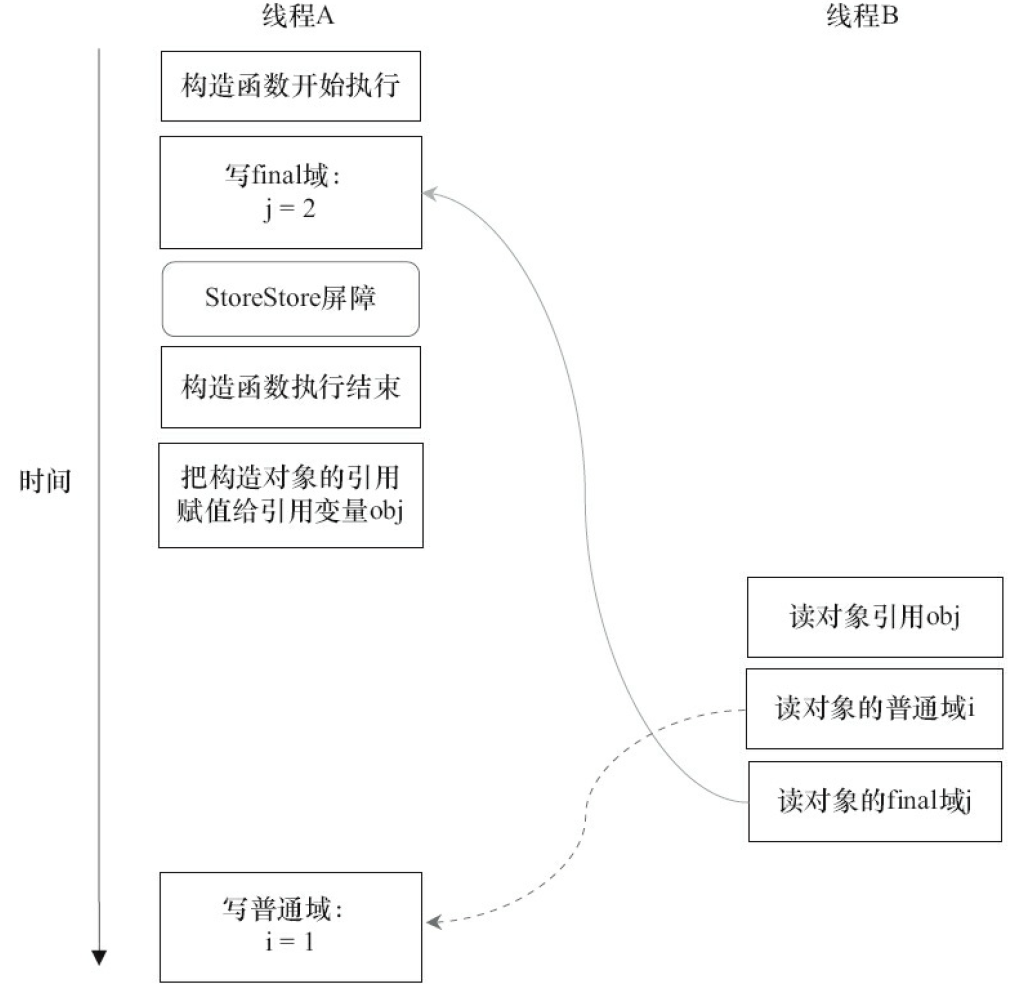 线程A
线程B
构造函数开始执行
写final域：
j = 2
StoreStore屏障
构造函数执行结束
时间
把构造对象的引用
赋值给引用变量obj
读对象引用obj
读对象的普通域i
读对象的final域j
写普通域：
i = 1